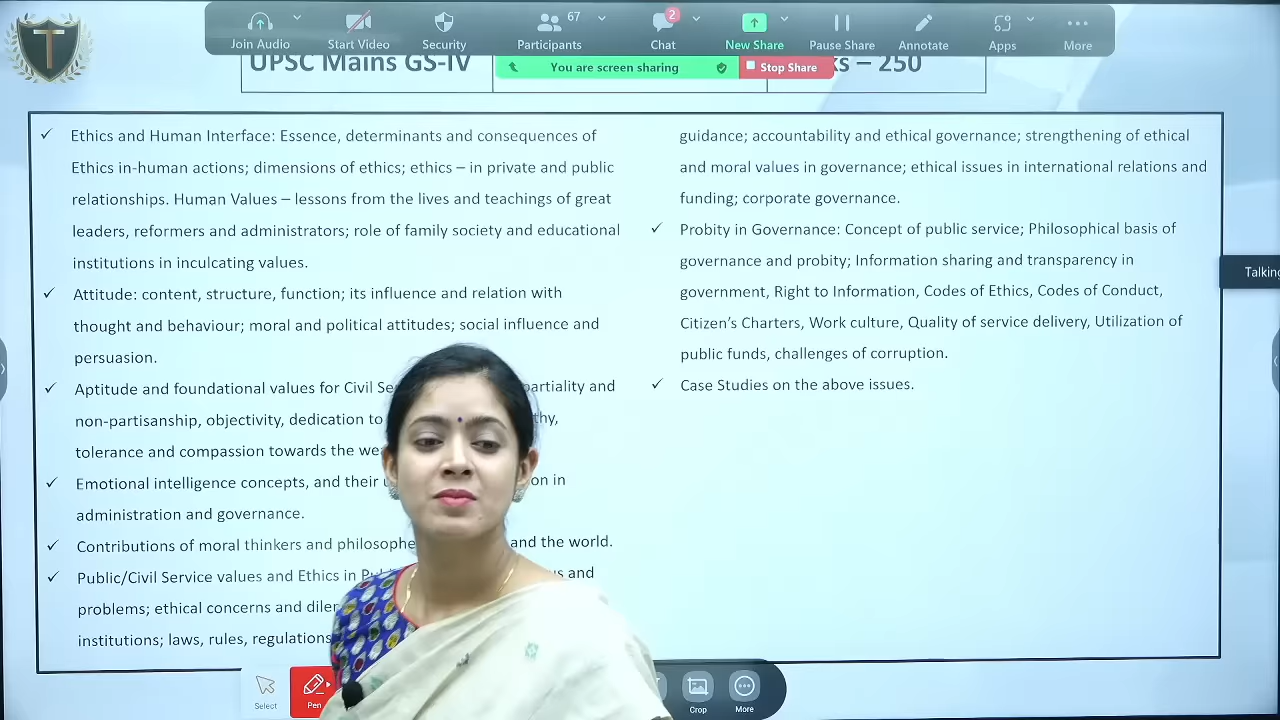 T
67
2
Join Audio
Start Video
Security
Participants
Chat
New Share
Pause Share
Annotate
Apps
More
UPSC Mains GS-IV
You are screen sharing
Stop Share
– 250
Talking
Ethics and Human Interface: Essence, determinants and consequences of
Ethics in-human actions; dimensions of ethics; ethics – in private and public
relationships. Human Values – lessons from the lives and teachings of great
leaders, reformers and administrators; role of family society and educational
institutions in inculcating values.
Attitude: content, structure, function; its influence and relation with
thought and behaviour; moral and political attitudes; social influence and
persuasion.
Aptitude and foundational values for Civil and
non-partisanship, objectivity, dedication to
tolerance and compassion towards the
Emotional intelligence concepts, and their in
administration and governance.
Contributions of moral thinkers and and the world.
Public/Civil Service values and Ethics in and
problems; ethical concerns and
institutions; laws, rules, regulations
guidance; accountability and ethical governance; strengthening of ethical
and moral values in governance; ethical issues in international relations and
funding; corporate governance.
Probity in Governance: Concept of public service; Philosophical basis of
governance and probity; Information sharing and transparency in
government, Right to Information, Codes of Ethics, Codes of Conduct,
Citizen's Charters, Work culture, Quality of service delivery, Utilization of
public funds, challenges of corruption.
Case Studies on the above issues.
Select
Pen
Crop
More